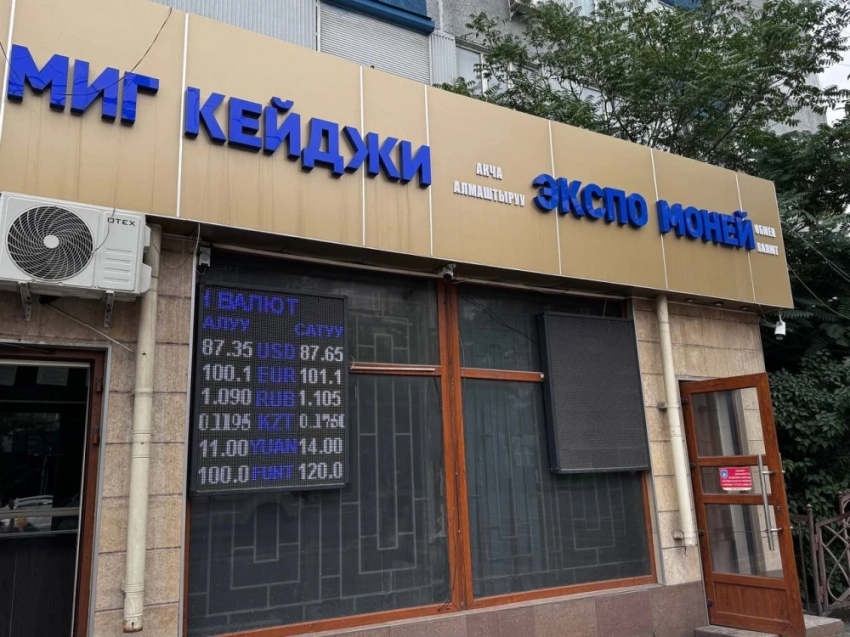 МИГ КЕЙДЖИ
АКЧА
АЛМАШТЫРУУ
ЭКСПО МОНЕЙ
ОБМЕН
ВАЛЮТ
OTEX
ВАЛЮТ
АЛУУ САТУУ
87.35 USD 87.65
100.1 EUR 101.1
1.090 RUB 1.105
KZT
11.00 YUAN 14.00
100.0 FUHT 120.0